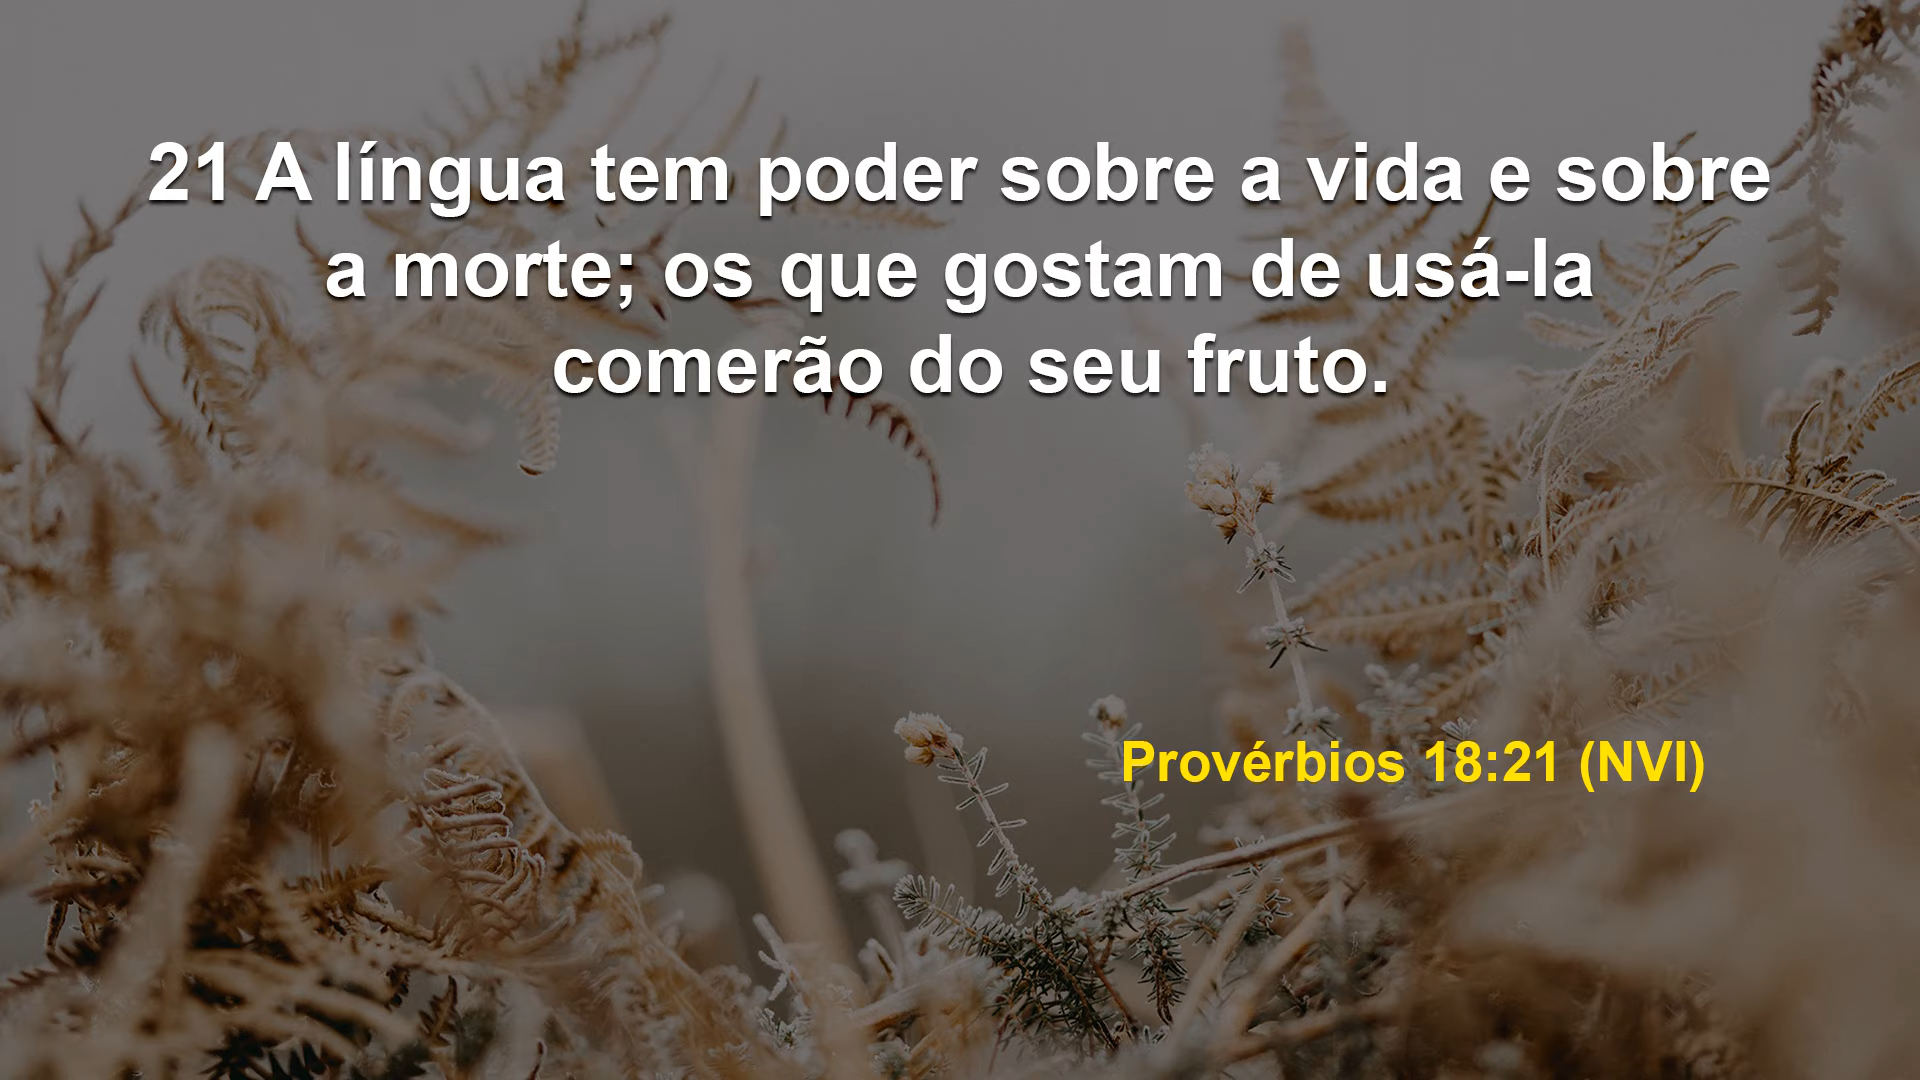 21 A língua tem poder sobre a vida e sobre
a morte; os que gostam de usá-la
comerão do seu fruto.
Provérbios 18:21 (NVI)